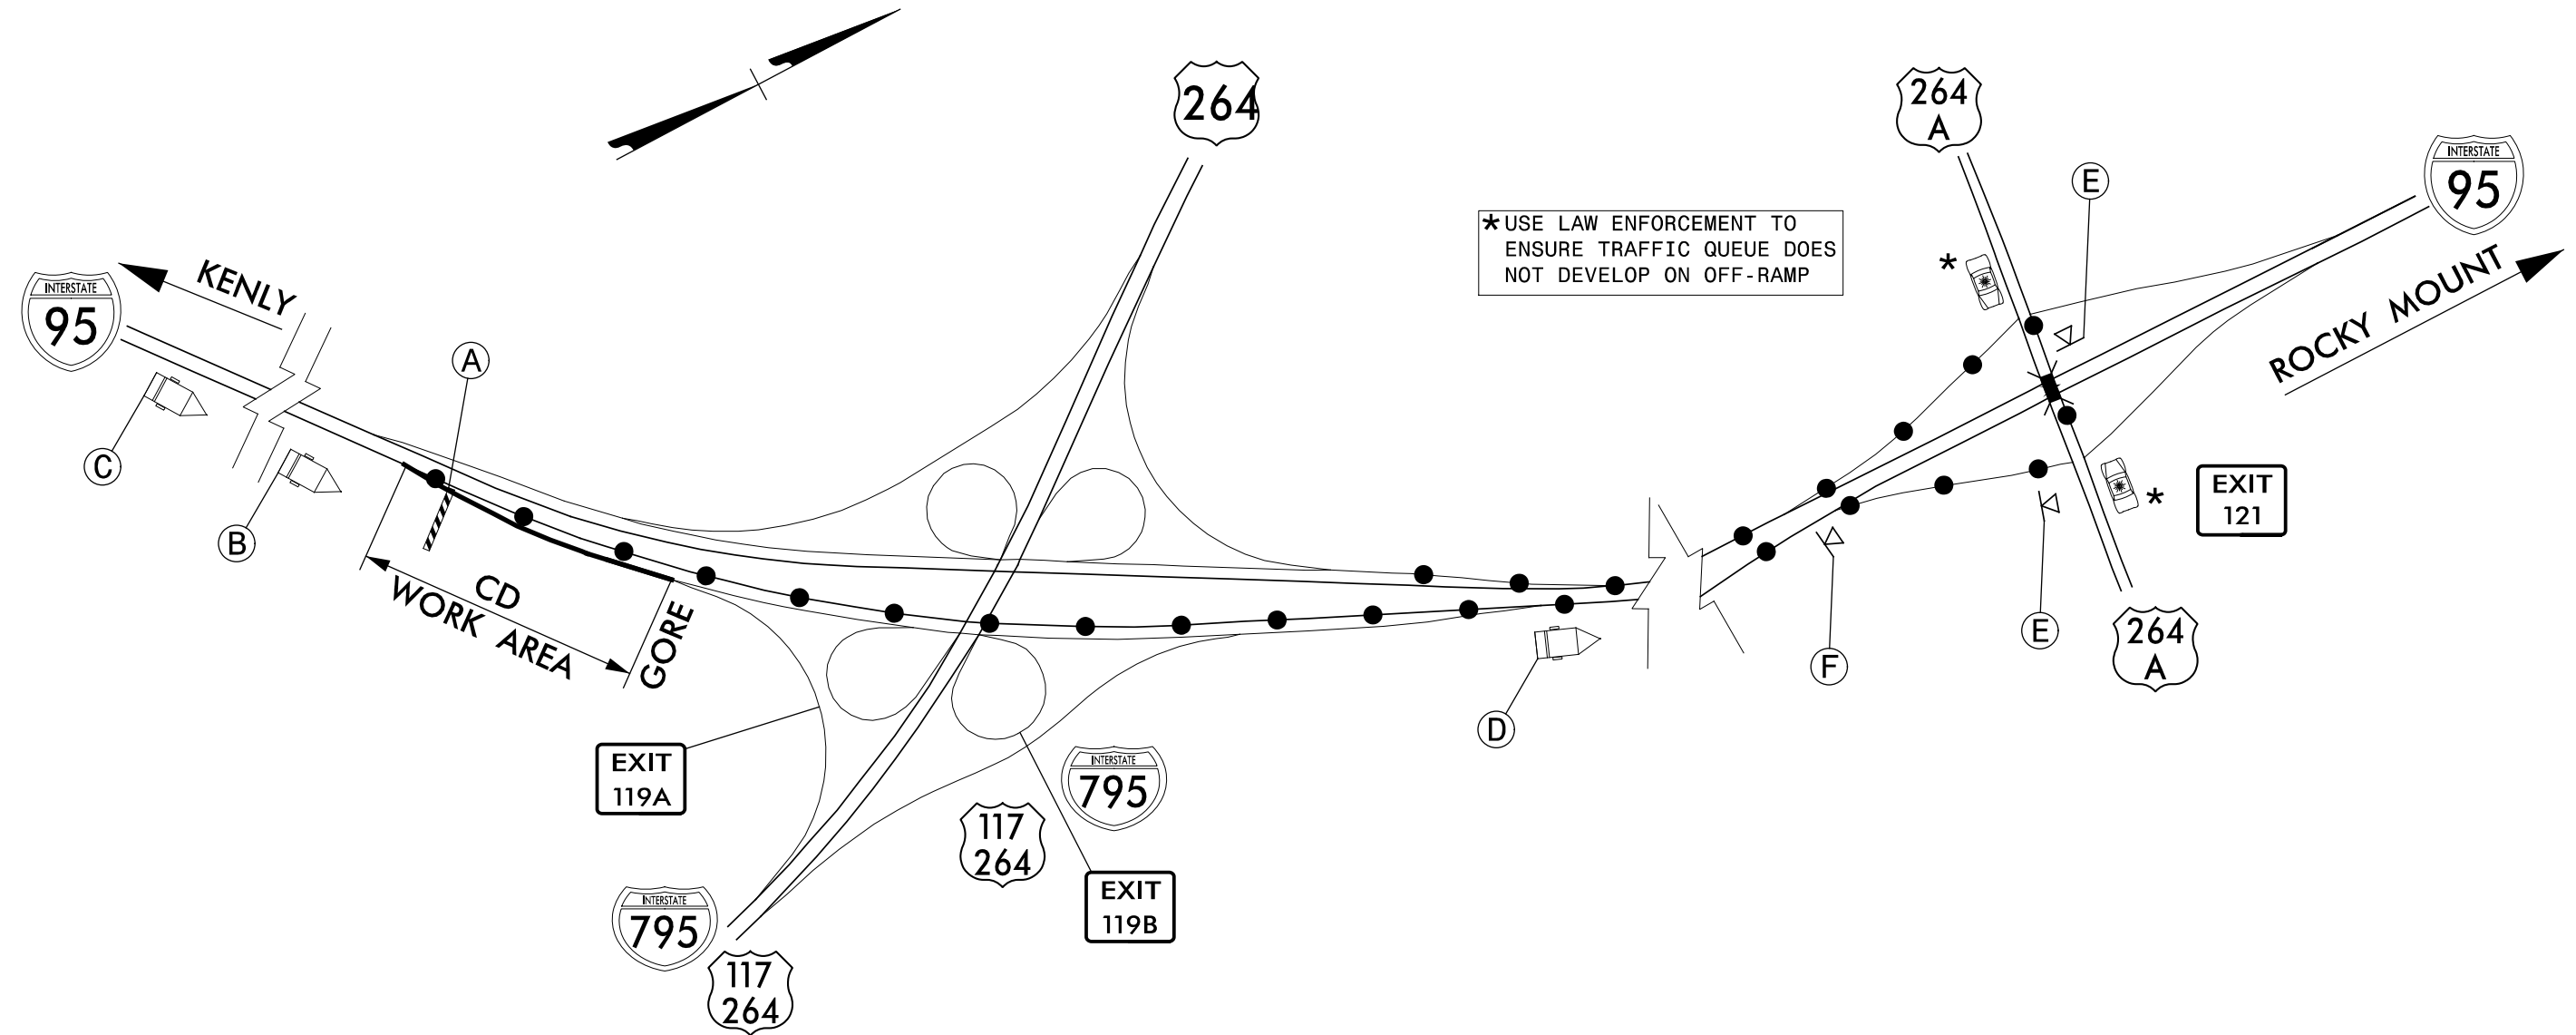 264
264
A
E
INTERSTATE
95
*USE LAW ENFORCEMENT TO
ENSURE TRAFFIC QUEUE DOES
NOT DEVELOP ON OFF-RAMP
*
KENLY
INTERSTATE
95
ROCKY MOUNT
A
C
B
*
EXIT
121
CD
WORK AREA
GORE
E
F
264
A
D
EXIT
119A
INTERSTATE
795
117
264
EXIT
119B
INTERSTATE
795
117
264